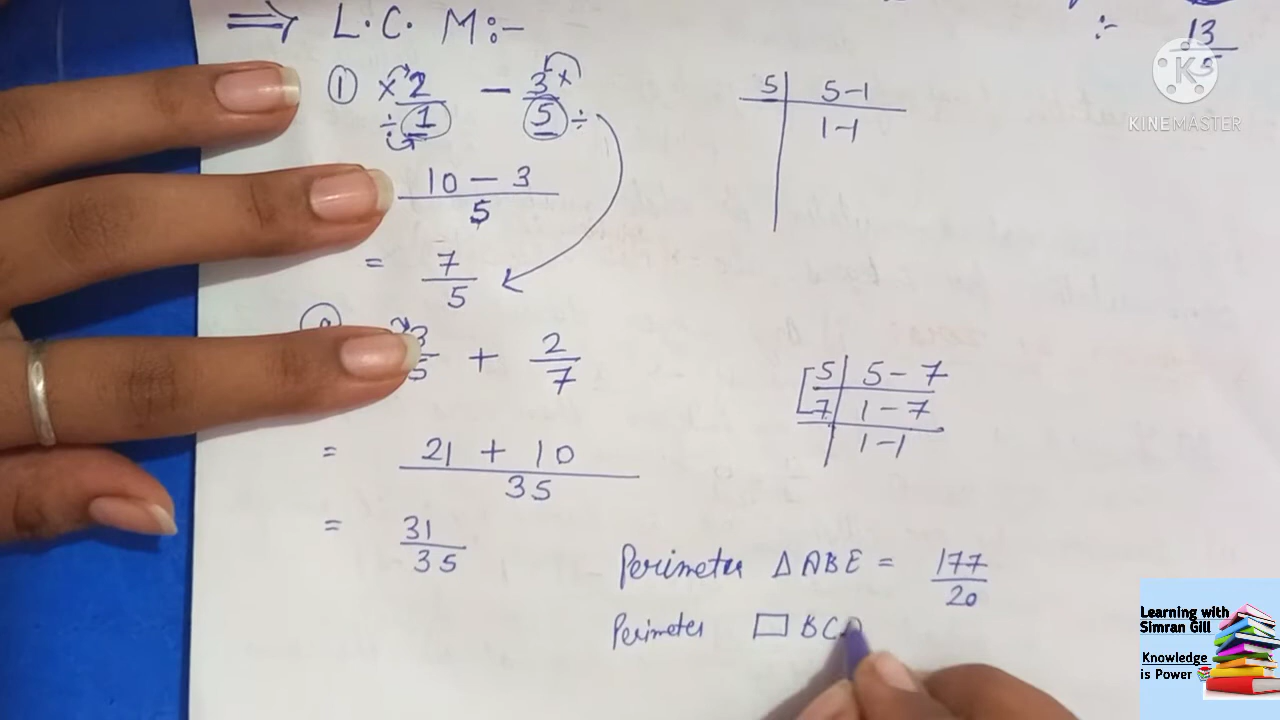 ⇒ L.C. M:-
:- 13/5
① ×2/÷1 - 3×/5÷
5 | 5-1
1-1
10 - 3 / 5
= 7/5
3/5 + 2/7
5 | 5 - 7
7 | 1 - 7
1-1
= 21 + 10 / 35
= 31/35
Perimeter Δ ABE = 177/20
Perimeter □ BC
KINEMASTER
Learning with
Simran Gill
Knowledge
is Power